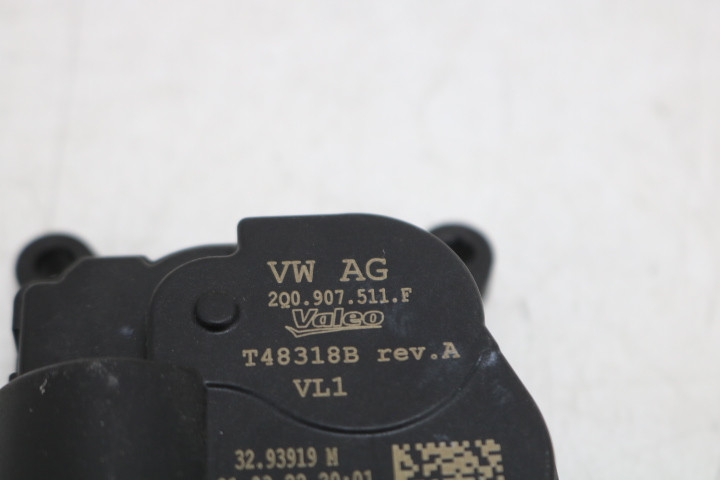 VW AG
2Q0.907.511.F
Valeo
T48318B rev.A
VL1
32.93919 M